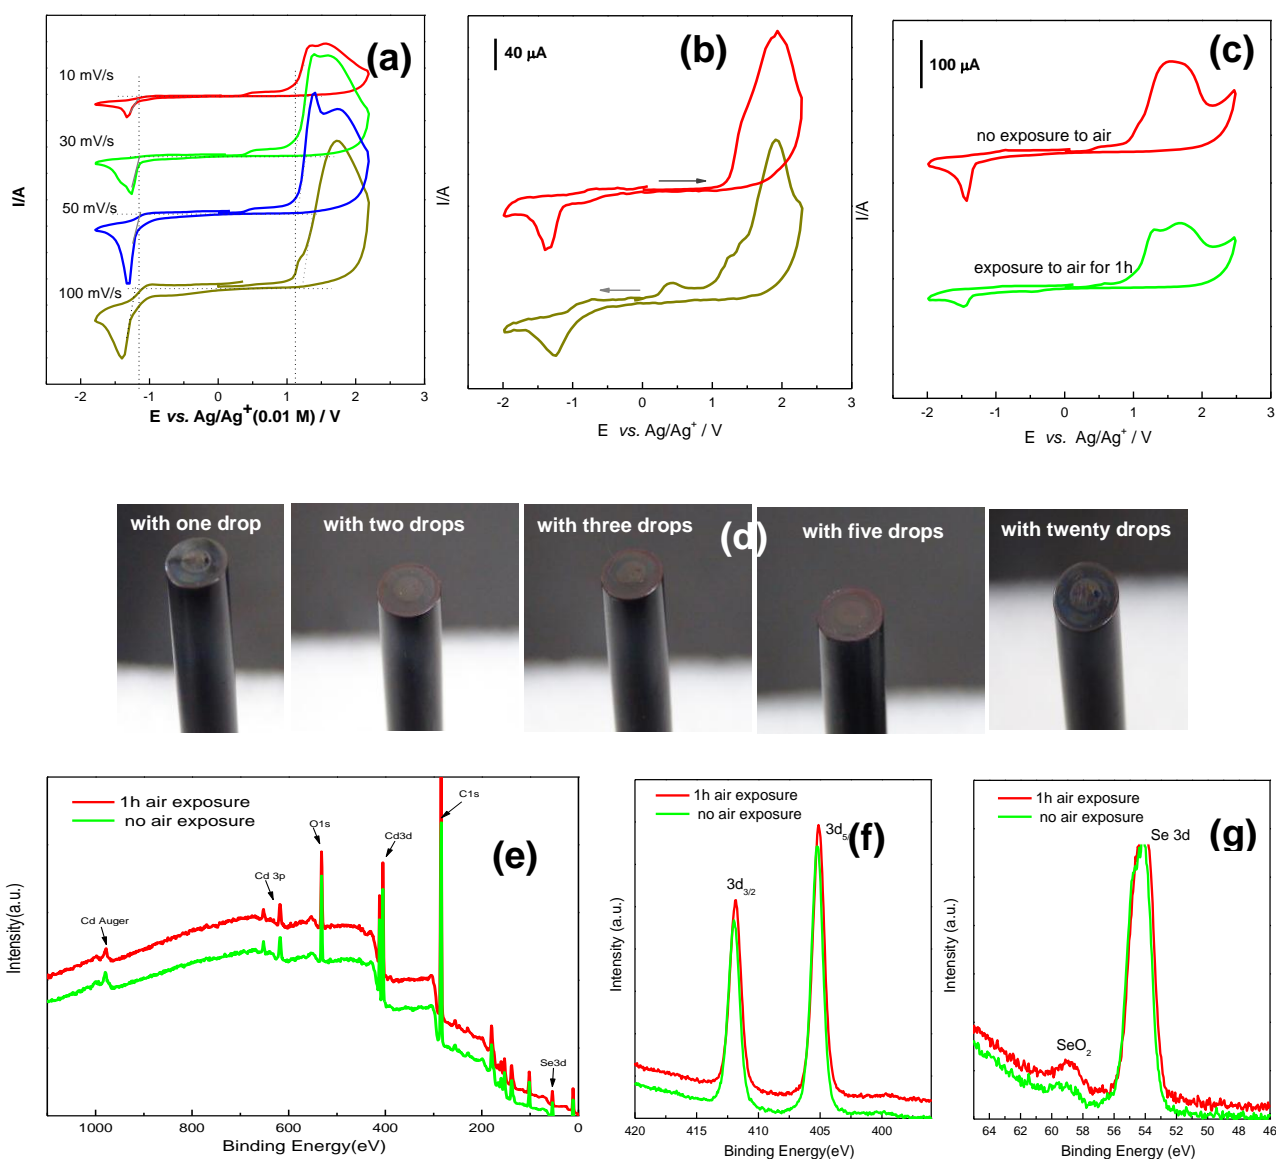 (a)
10 mV/s
30 mV/s
50 mV/s
100 mV/s
I/A
-2 -1 0 1 2 3
E vs. Ag/Ag+(0.01 M) / V
(b)
40 µA
I/A
-3 -2 -1 0 1 2 3
E vs. Ag/Ag+ / V
(c)
100 µA
no exposure to air
exposure to air for 1h
I/A
-2 -1 0 1 2 3
E vs. Ag/Ag+ / V
with one drop
with two drops
with three drops
(d)
with five drops
with twenty drops
(e)
1h air exposure
no air exposure
C1s
O1s
Cd3d
Cd 3p
Cd Auger
Se3d
Intensity(a.u.)
1000 800 600 400 200 0
Binding Energy(eV)
(f)
1h air exposure
no air exposure
3d5/
3d3/2
Intensity (a.u.)
420 415 410 405 400
Binding Energy(eV)
(g)
1h air exposure
no air exposure
Se 3d
SeO2
Intensity (a.u.)
64 62 60 58 56 54 52 50 48 46
Binding Energy (eV)